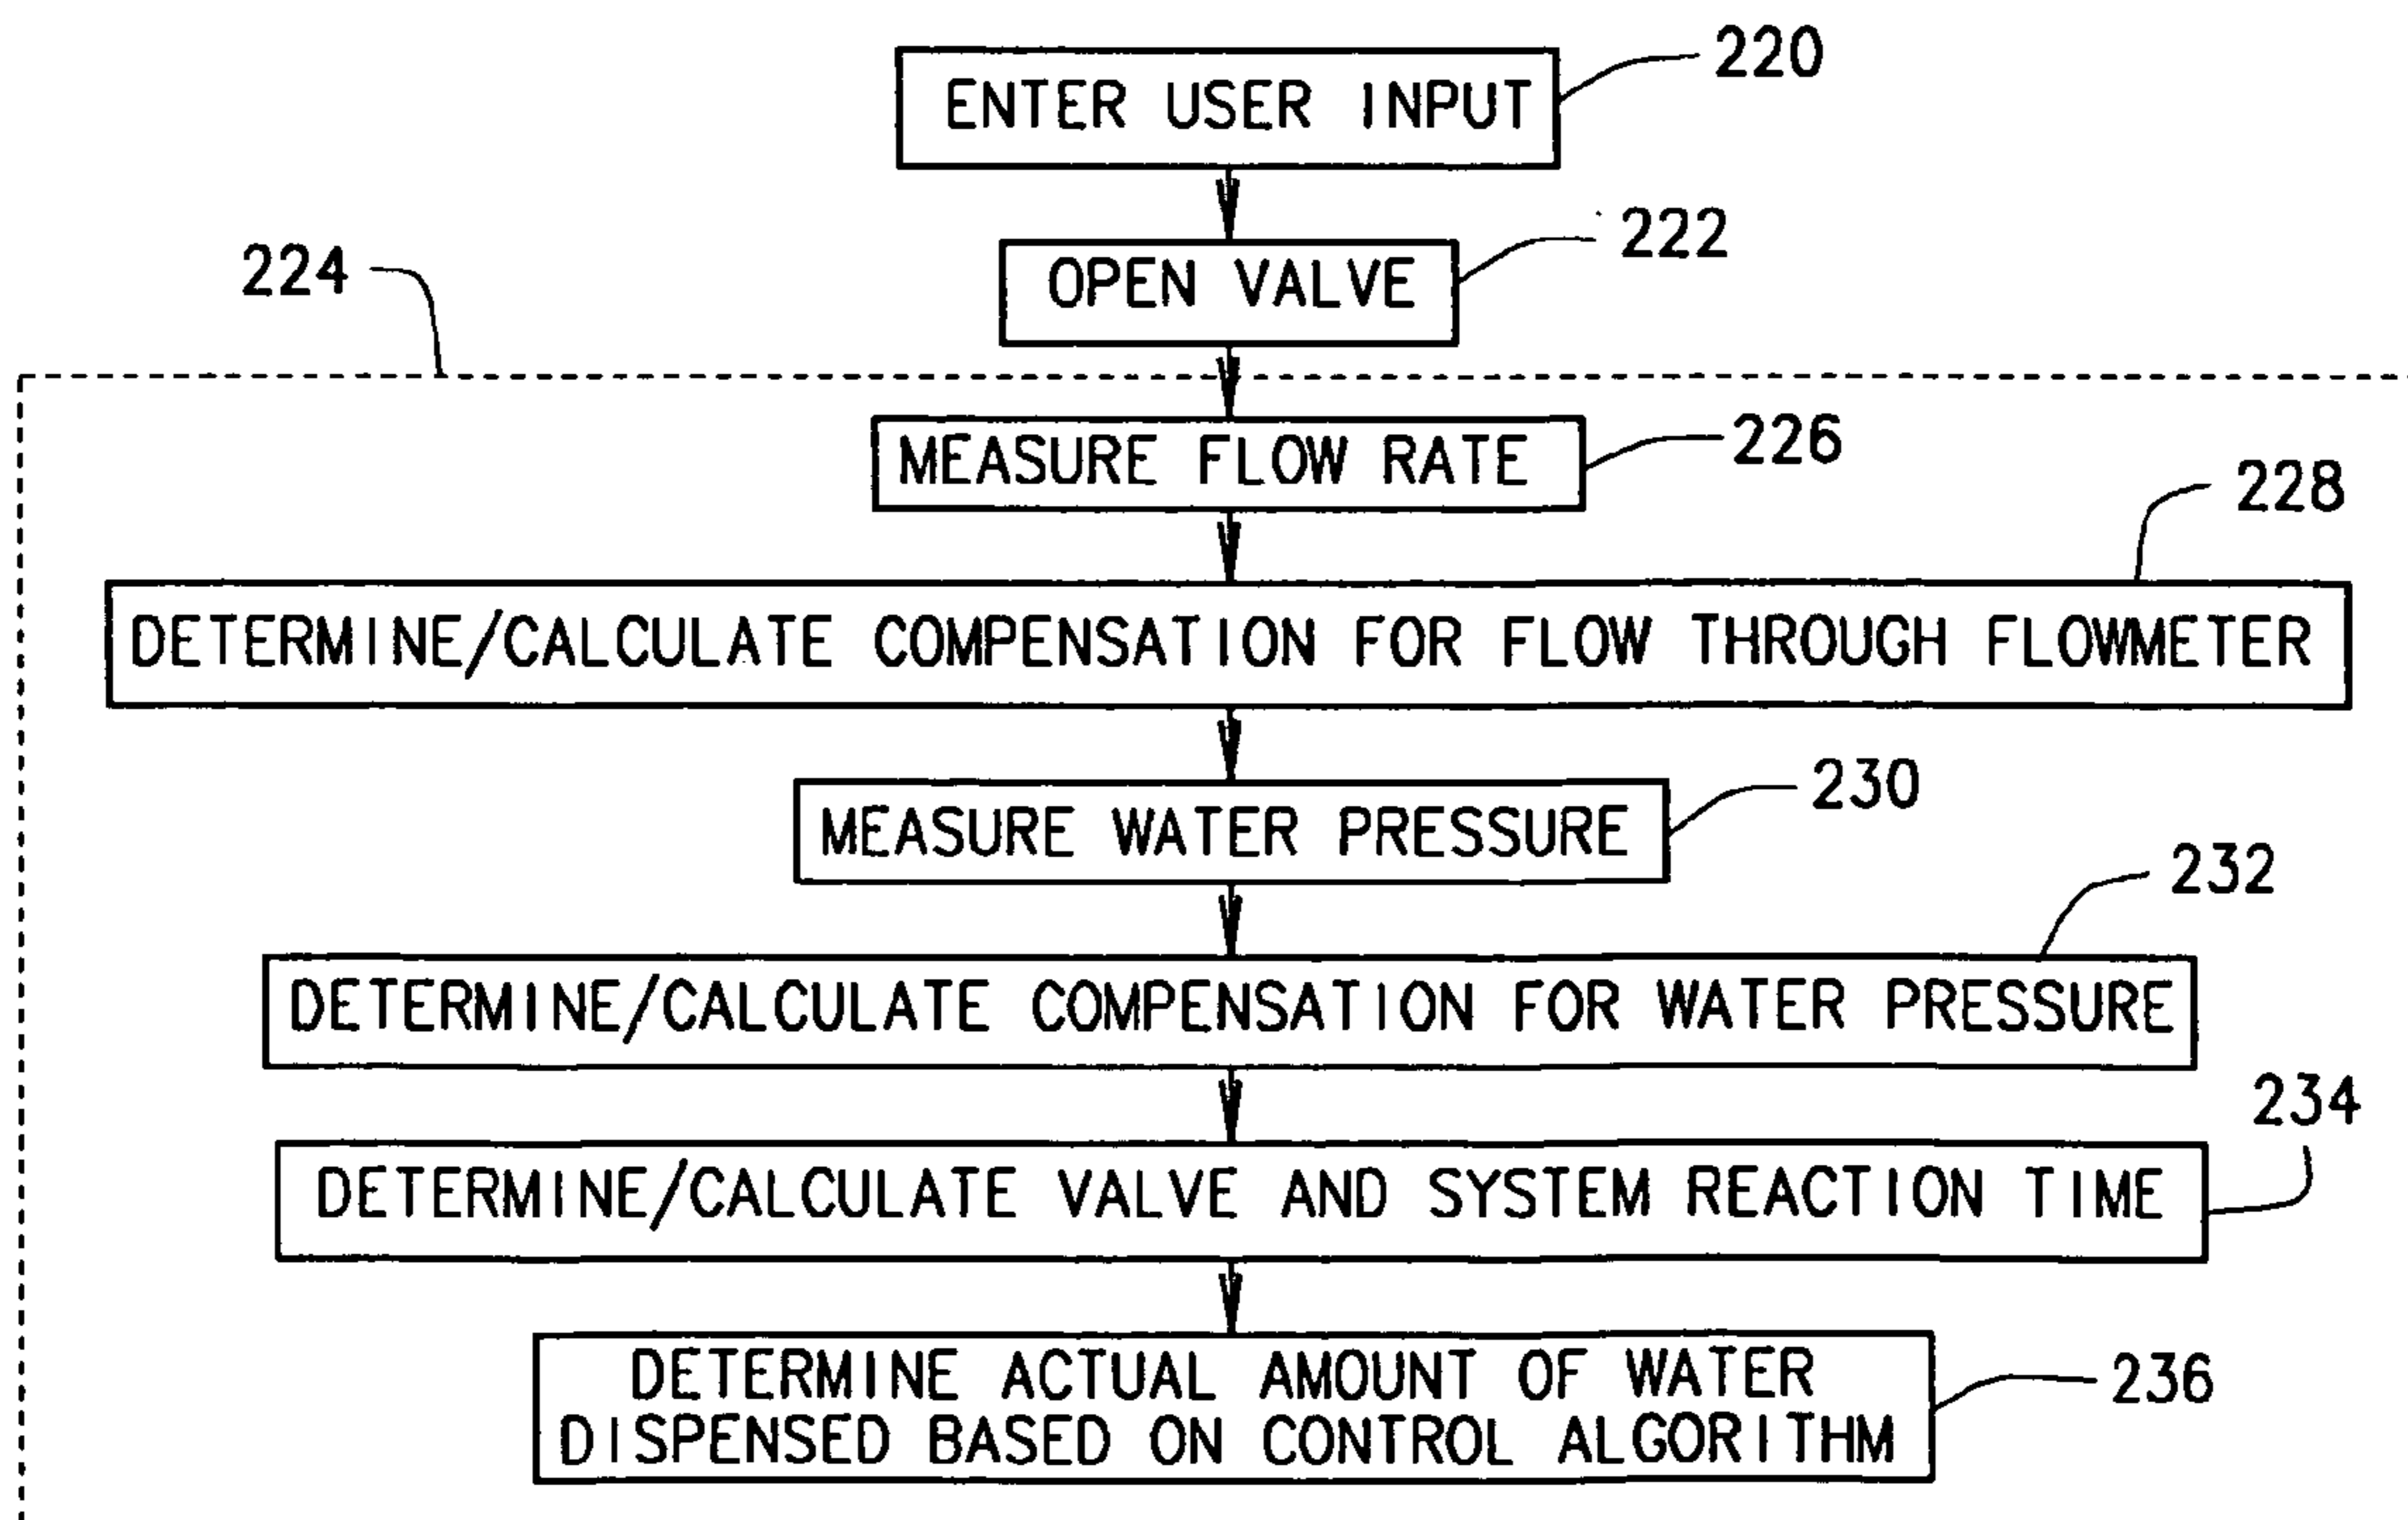 220
ENTER USER INPUT
222
OPEN VALVE
224
226
MEASURE FLOW RATE
228
DETERMINE/CALCULATE COMPENSATION FOR FLOW THROUGH FLOWMETER
230
MEASURE WATER PRESSURE
232
DETERMINE/CALCULATE COMPENSATION FOR WATER PRESSURE
234
DETERMINE/CALCULATE VALVE AND SYSTEM REACTION TIME
DETERMINE ACTUAL AMOUNT OF WATER
236
DISPENSED BASED ON CONTROL ALGORITHM